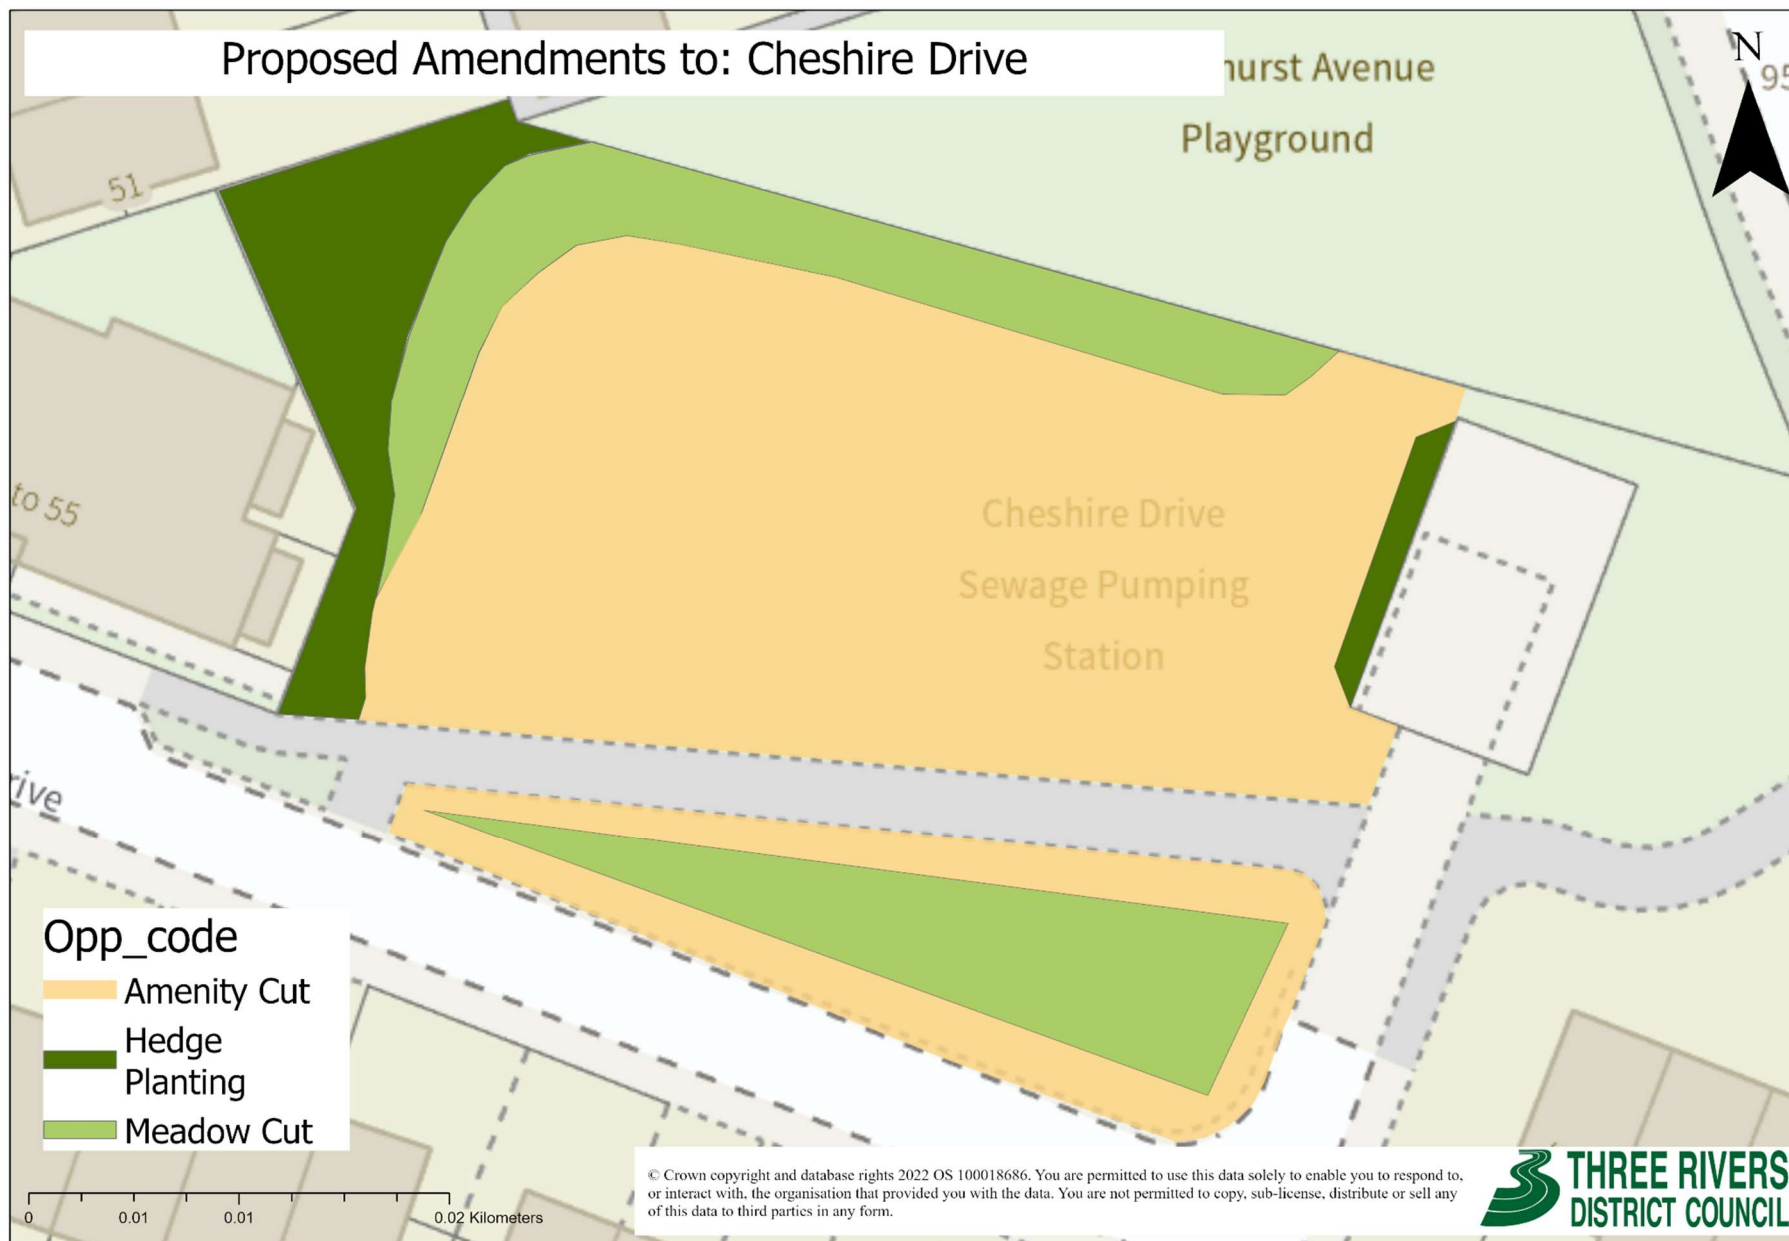 Proposed Amendments to: Cheshire Drive
hurst Avenue
Playground
N
95
51
to 55
Cheshire Drive
Sewage Pumping
Station
rive
Opp_code
Amenity Cut
Hedge
Planting
Meadow Cut
0 0.01 0.01 0.02 Kilometers
© Crown copyright and database rights 2022 OS 100018686. You are permitted to use this data solely to enable you to respond to,
or interact with, the organisation that provided you with the data. You are not permitted to copy, sub-license, distribute or sell any
of this data to third parties in any form.
THREE RIVERS
DISTRICT COUNCIL